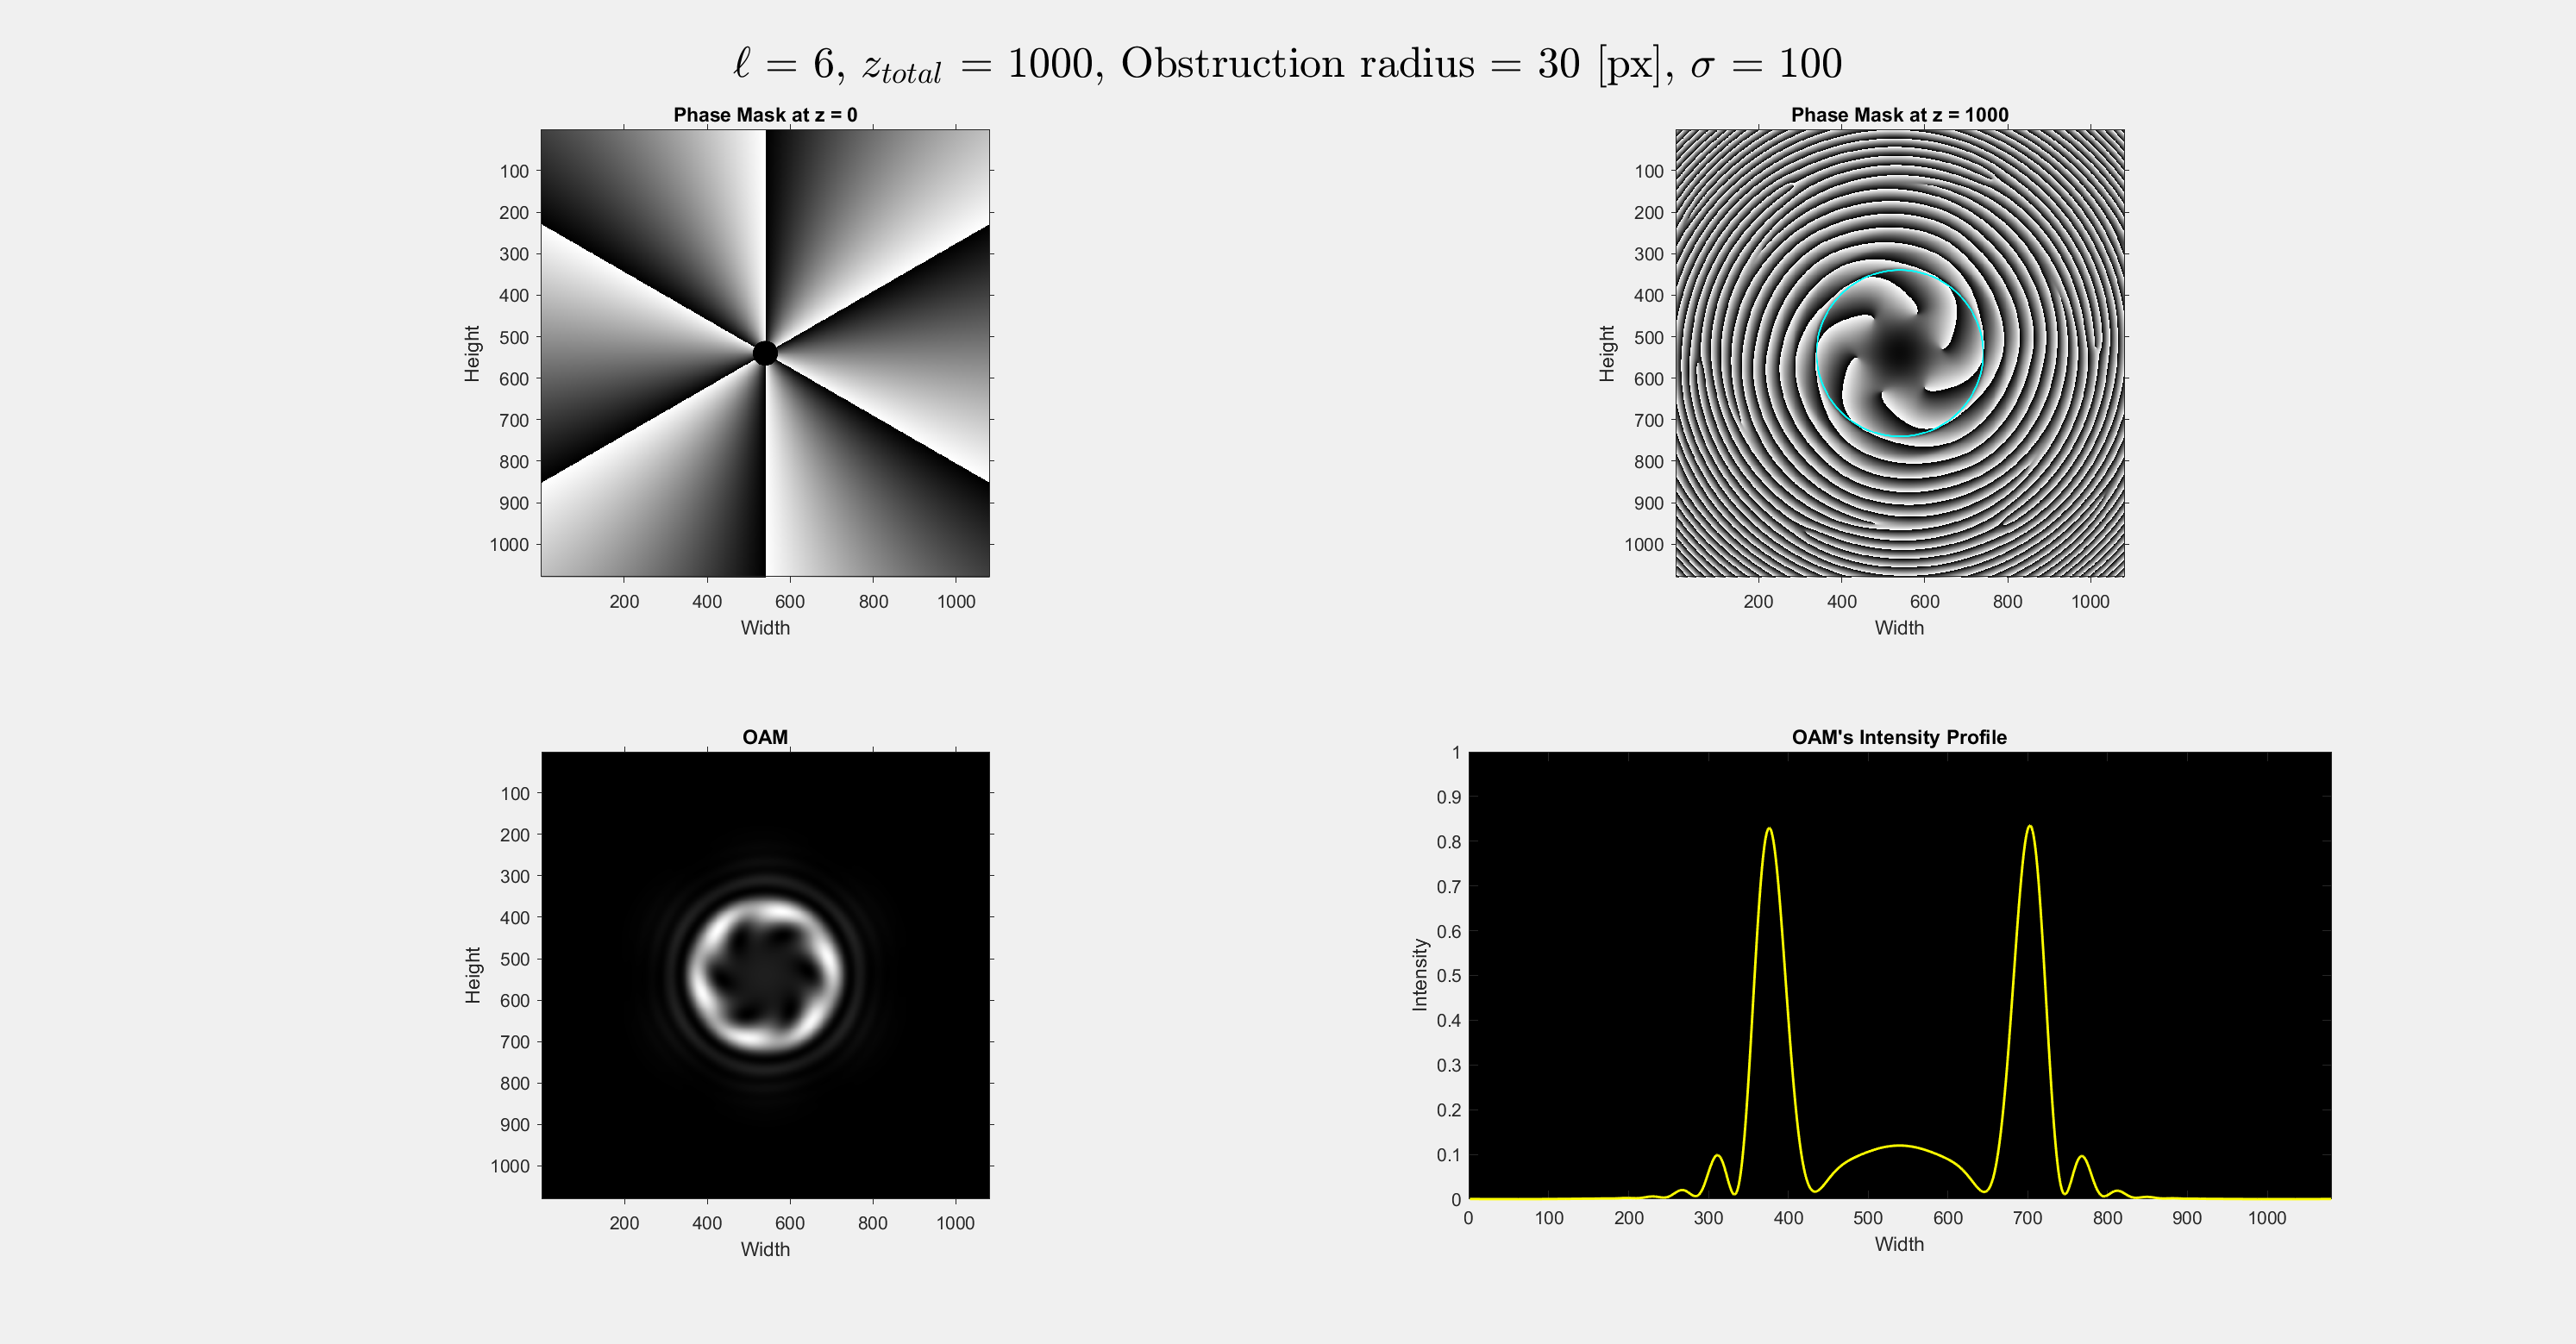 ℓ = 6, z_total = 1000, Obstruction radius = 30 [px], σ = 100
Phase Mask at z = 0
100
200
300
400
500
600
700
800
900
1000
Height
200 400 600 800 1000
Width
Phase Mask at z = 1000
100
200
300
400
500
600
700
800
900
1000
Height
200 400 600 800 1000
Width
OAM
100
200
300
400
500
600
700
800
900
1000
Height
200 400 600 800 1000
Width
OAM's Intensity Profile
1
0.9
0.8
0.7
0.6
0.5
0.4
0.3
0.2
0.1
0
Intensity
0 100 200 300 400 500 600 700 800 900 1000
Width